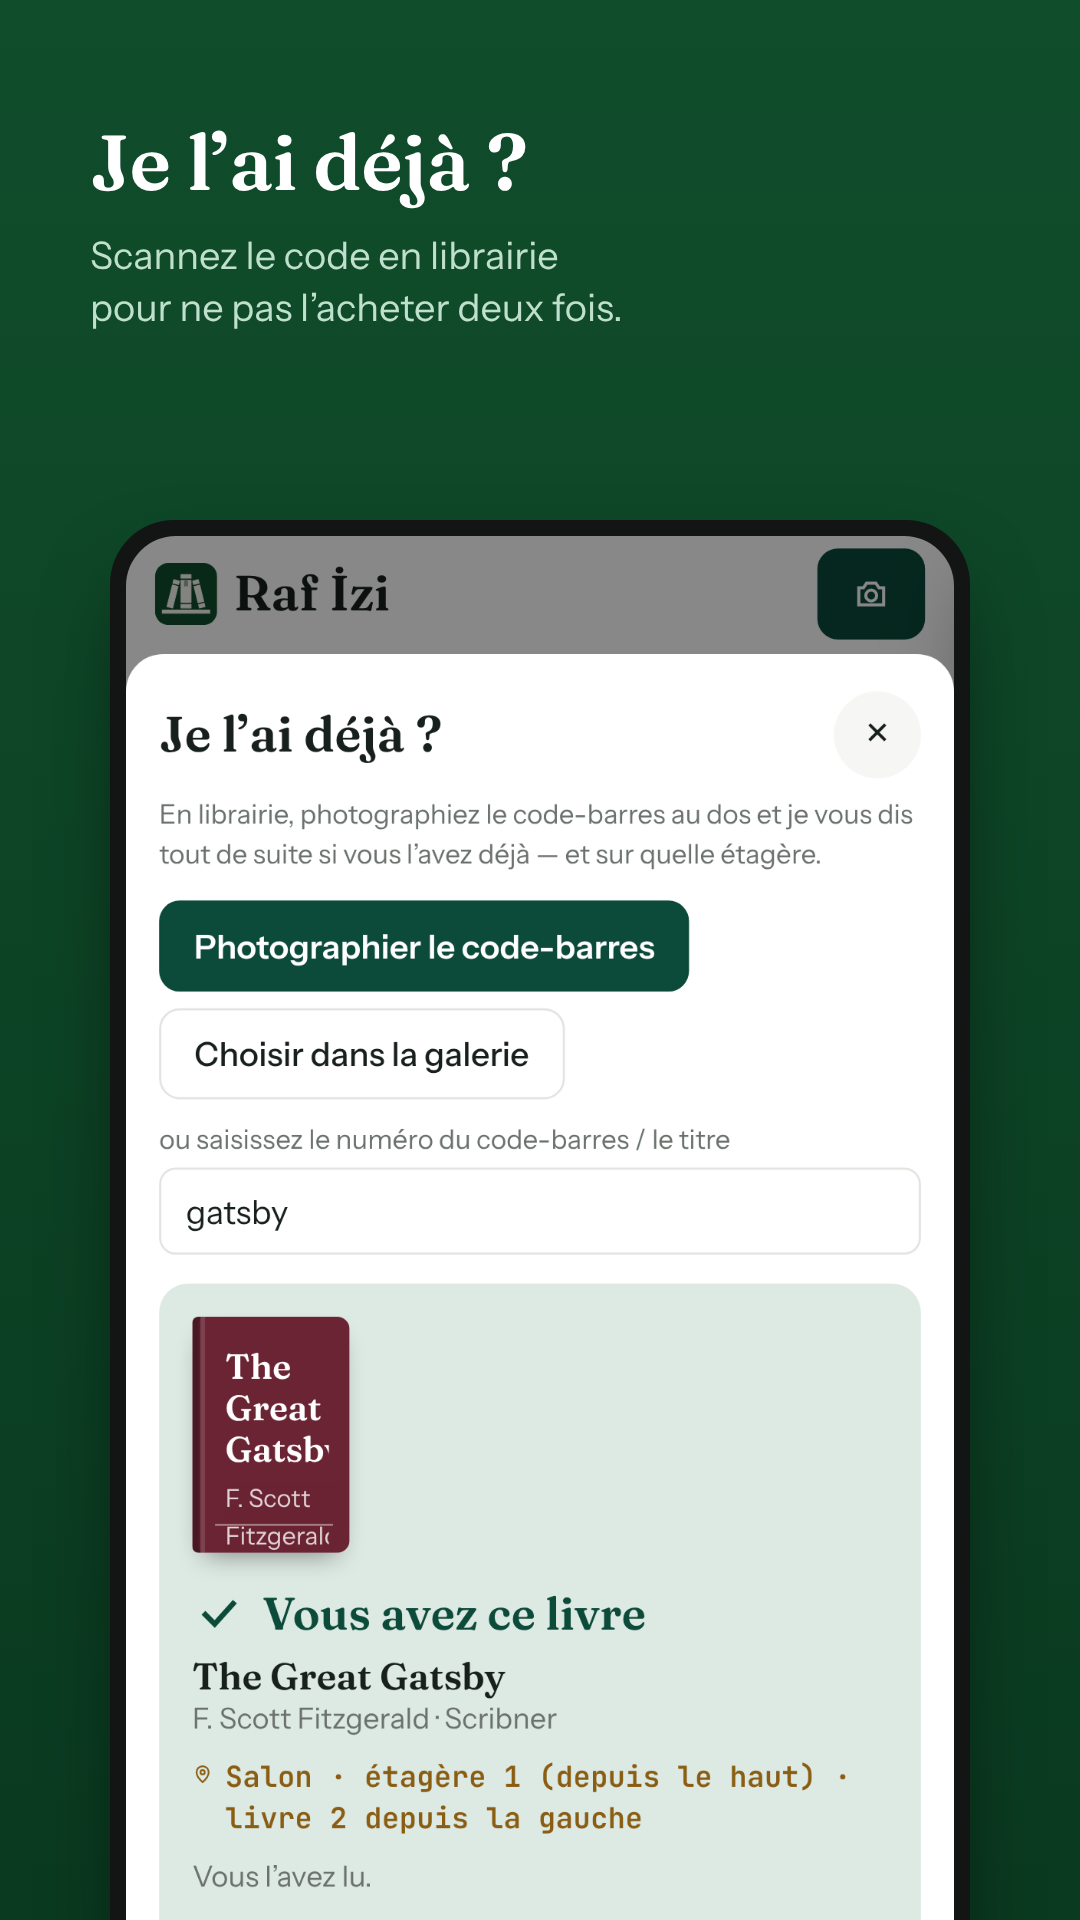 Je l’ai déjà ?
Scannez le code en librairie
pour ne pas l’acheter deux fois.
Raf İzi
Je l’ai déjà ?
En librairie, photographiez le code-barres au dos et je vous dis
tout de suite si vous l’avez déjà — et sur quelle étagère.
Photographier le code-barres
Choisir dans la galerie
ou saisissez le numéro du code-barres / le titre
gatsby
The
Great
Gatsby
F. Scott
Fitzgerald
Vous avez ce livre
The Great Gatsby
F. Scott Fitzgerald · Scribner
Salon · étagère 1 (depuis le haut) ·
livre 2 depuis la gauche
Vous l’avez lu.